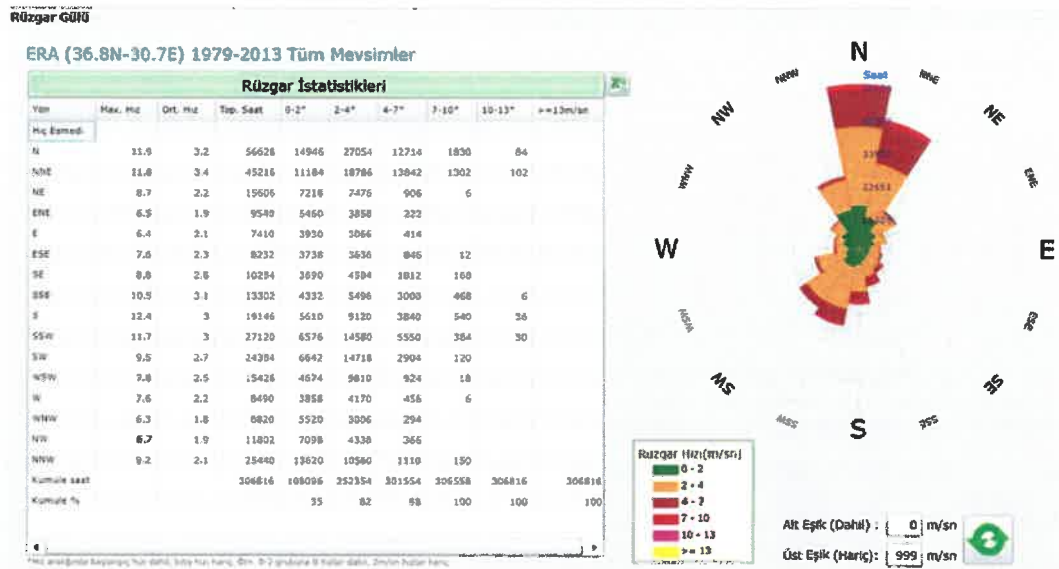 Rüzgar Gülü
ERA (36.8N-30.7E) 1979-2013 Tüm Mevsimler
Rüzgar İstatistikleri
Yön Max. Hız Ort. Hız Top. Saat 0-2* 2-4* 4-7* 7-10* 10-13* >=13m/sn
Hiç Esmedi
N 11.9 3.2 56628 14946 27054 12714 1830 84
NNE 11.8 3.4 45216 11184 18786 13842 1302 102
NE 8.7 2.2 15606 7218 7476 906 6
ENE 6.5 1.9 9540 5460 3858 222
E 6.4 2.1 7410 3930 3066 414
ESE 7.6 2.3 8232 3738 3636 846 12
SE 8.8 2.6 10254 3690 4584 1812 168
SSE 10.5 3.1 13302 4332 5496 3000 468 6
S 12.4 3 19146 5610 9120 3840 540 36
SSW 11.7 3 27120 6576 14580 5550 384 30
SW 9.5 2.7 24384 6642 14718 2904 120
WSW 7.8 2.5 15426 4674 9810 924 18
W 7.6 2.2 8490 3858 4170 456 6
WNW 6.3 1.8 8820 5520 3006 294
NW 6.7 1.9 11802 7098 4338 366
NNW 9.2 2.1 25440 13620 10560 1110 150
Kümüle saat 306816 108096 252354 301554 306558 306816 306816
Kümüle % 35 82 98 100 100 100
N
NNW Saat NNE
NW NE
22651
WNW ENE
W E
WSW ESE
SW SE
SSW S SSE
Rüzgar Hızı(m/sn)
0 - 2
2 - 4
4 - 7
7 - 10
10 - 13
>= 13
Alt Eşik (Dahil) : 0 m/sn
Üst Eşik (Hariç): 999 m/sn